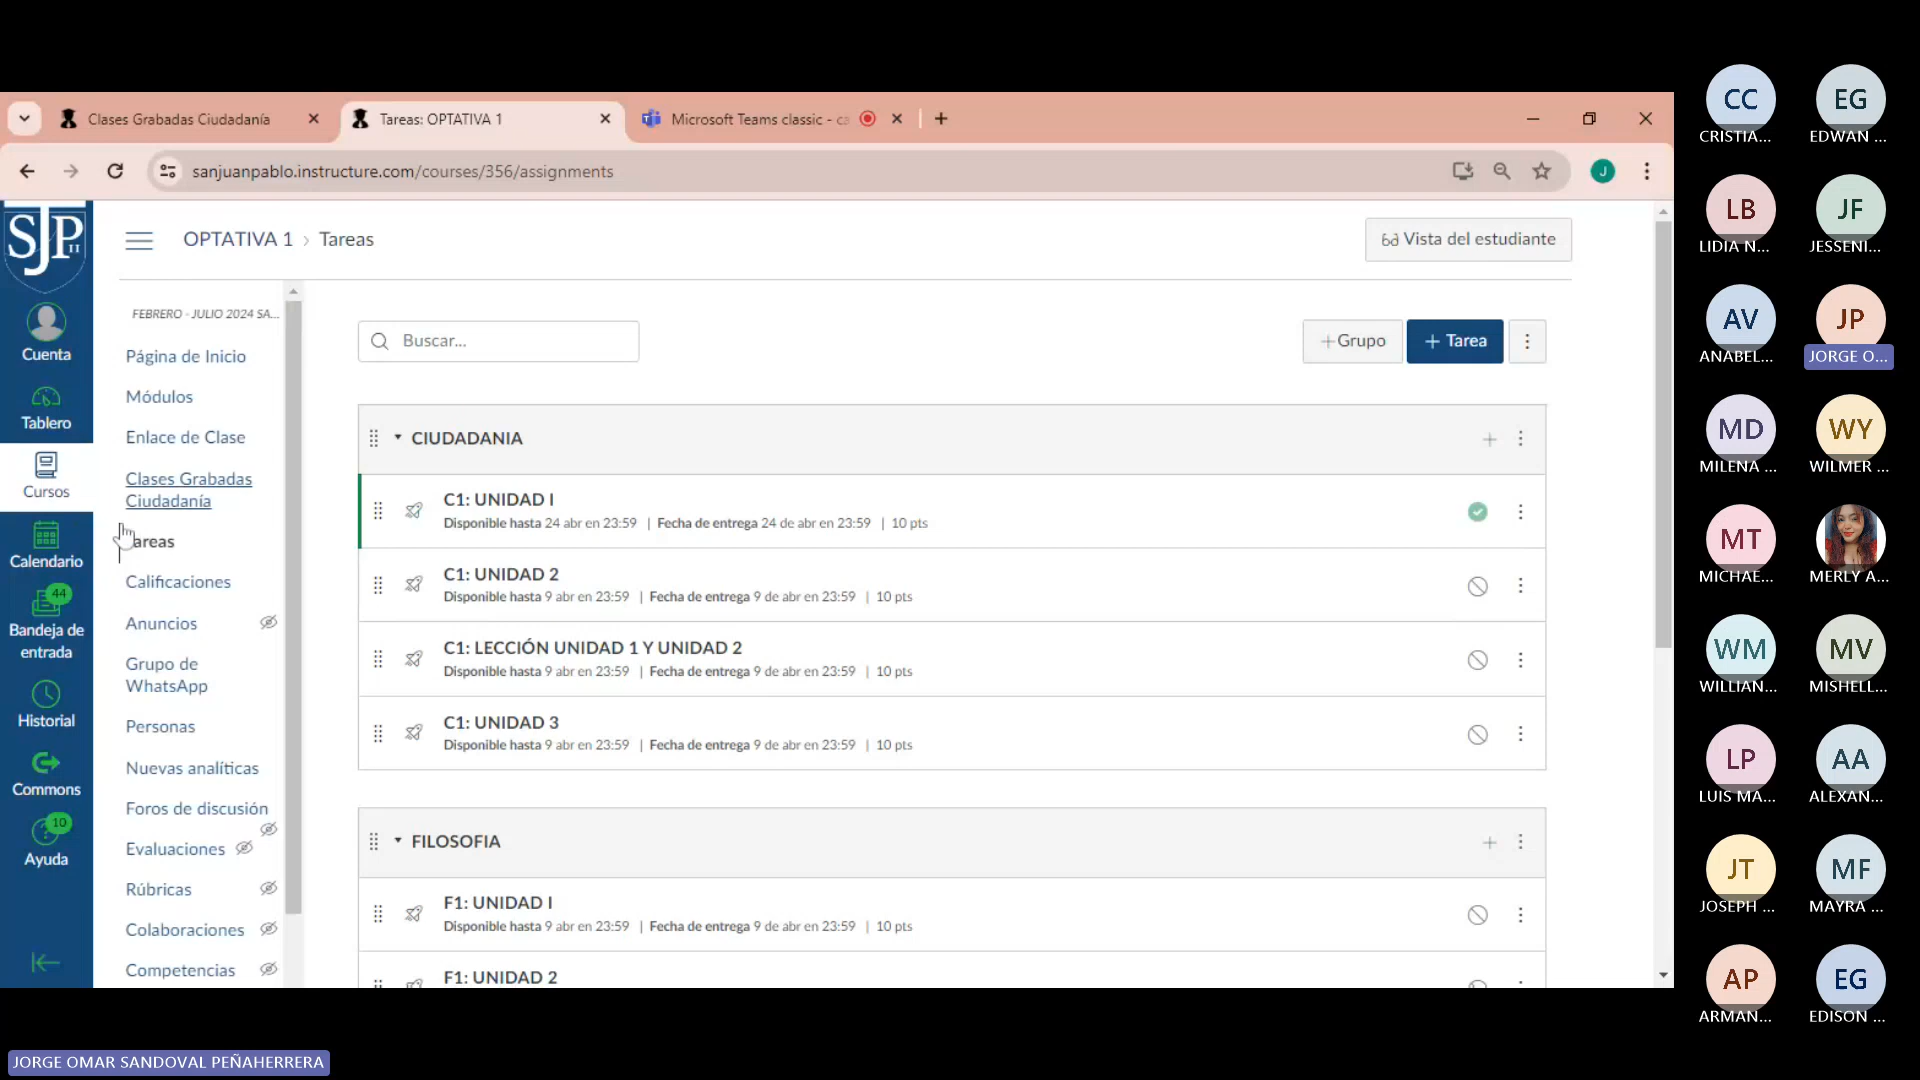 Clases Grabadas Ciudadanía
Tareas: OPTATIVA 1
Microsoft Teams classic - ca
sanjuanpablo.instructure.com/courses/356/assignments
J
SJP II
OPTATIVA 1 › Tareas
Vista del estudiante
Cuenta
Tablero
Cursos
Calendario
44
Bandeja de
entrada
Historial
Commons
10
Ayuda
FEBRERO - JULIO 2024 SA...
Página de Inicio
Módulos
Enlace de Clase
Clases Grabadas
Ciudadanía
areas
Calificaciones
Anuncios
Grupo de
WhatsApp
Personas
Nuevas analíticas
Foros de discusión
Evaluaciones
Rúbricas
Colaboraciones
Competencias
Buscar...
+Grupo
+ Tarea
CIUDADANIA
C1: UNIDAD I
Disponible hasta 24 abr en 23:59 | Fecha de entrega 24 de abr en 23:59 | 10 pts
C1: UNIDAD 2
Disponible hasta 9 abr en 23:59 | Fecha de entrega 9 de abr en 23:59 | 10 pts
C1: LECCIÓN UNIDAD 1 Y UNIDAD 2
Disponible hasta 9 abr en 23:59 | Fecha de entrega 9 de abr en 23:59 | 10 pts
C1: UNIDAD 3
Disponible hasta 9 abr en 23:59 | Fecha de entrega 9 de abr en 23:59 | 10 pts
FILOSOFIA
F1: UNIDAD I
Disponible hasta 9 abr en 23:59 | Fecha de entrega 9 de abr en 23:59 | 10 pts
F1: UNIDAD 2
CC
CRISTIA...
EG
EDWAN ...
LB
LIDIA N...
JF
JESSENI...
AV
ANABEL...
JP
JORGE O...
MD
MILENA ...
WY
WILMER ...
MT
MICHAE...
MERLY A...
WM
WILLIAN...
MV
MISHELL...
LP
LUIS MA...
AA
ALEXAN...
JT
JOSEPH ...
MF
MAYRA ...
AP
ARMAN...
EG
EDISON ...
JORGE OMAR SANDOVAL PEÑAHERRERA